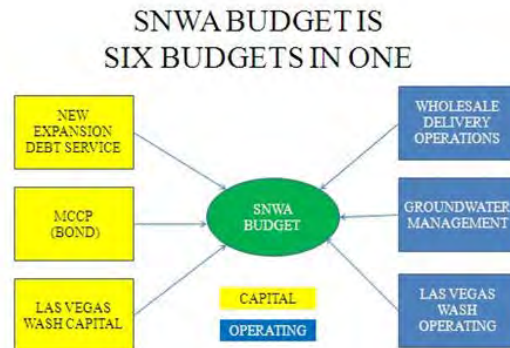 SNWA BUDGET IS
SIX BUDGETS IN ONE
NEW
EXPANSION
DEBT SERVICE
MCCP
(BOND)
LAS VEGAS
WASH CAPITAL
SNWA
BUDGET
CAPITAL
OPERATING
WHOLESALE
DELIVERY
OPERATIONS
GROUNDWATER
MANAGEMENT
LAS VEGAS
WASH
OPERATING